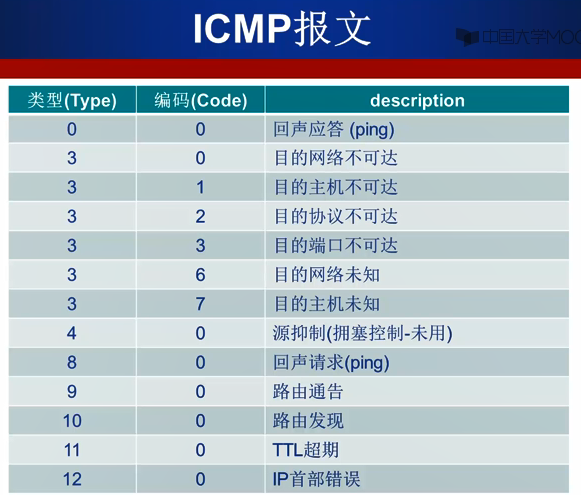 ICMP报文
中国大学MOO
类型(Type) 编码(Code) description
0 0 回声应答 (ping)
3 0 目的网络不可达
3 1 目的主机不可达
3 2 目的协议不可达
3 3 目的端口不可达
3 6 目的网络未知
3 7 目的主机未知
4 0 源抑制(拥塞控制-未用)
8 0 回声请求(ping)
9 0 路由通告
10 0 路由发现
11 0 TTL超期
12 0 IP首部错误